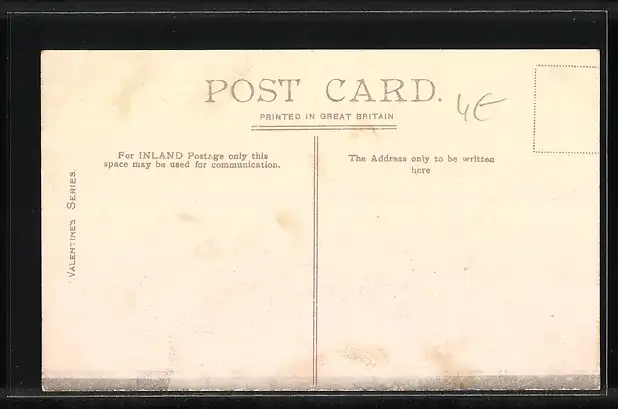 POST CARD.
PRINTED IN GREAT BRITAIN
4€
For INLAND Postage only this
space may be used for communication.
The Address only to be written
here
VALENTINE'S SERIES.